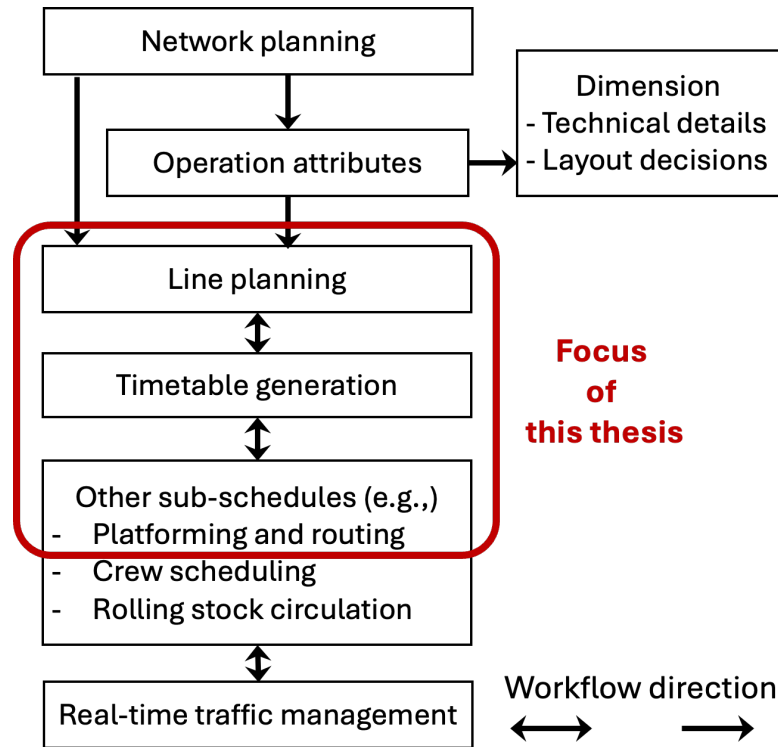 Network planning
Dimension
- Technical details
- Layout decisions
Operation attributes
Line planning
Timetable generation
Focus
of
this thesis
Other sub-schedules (e.g.,)
- Platforming and routing
- Crew scheduling
- Rolling stock circulation
Workflow direction
Real-time traffic management